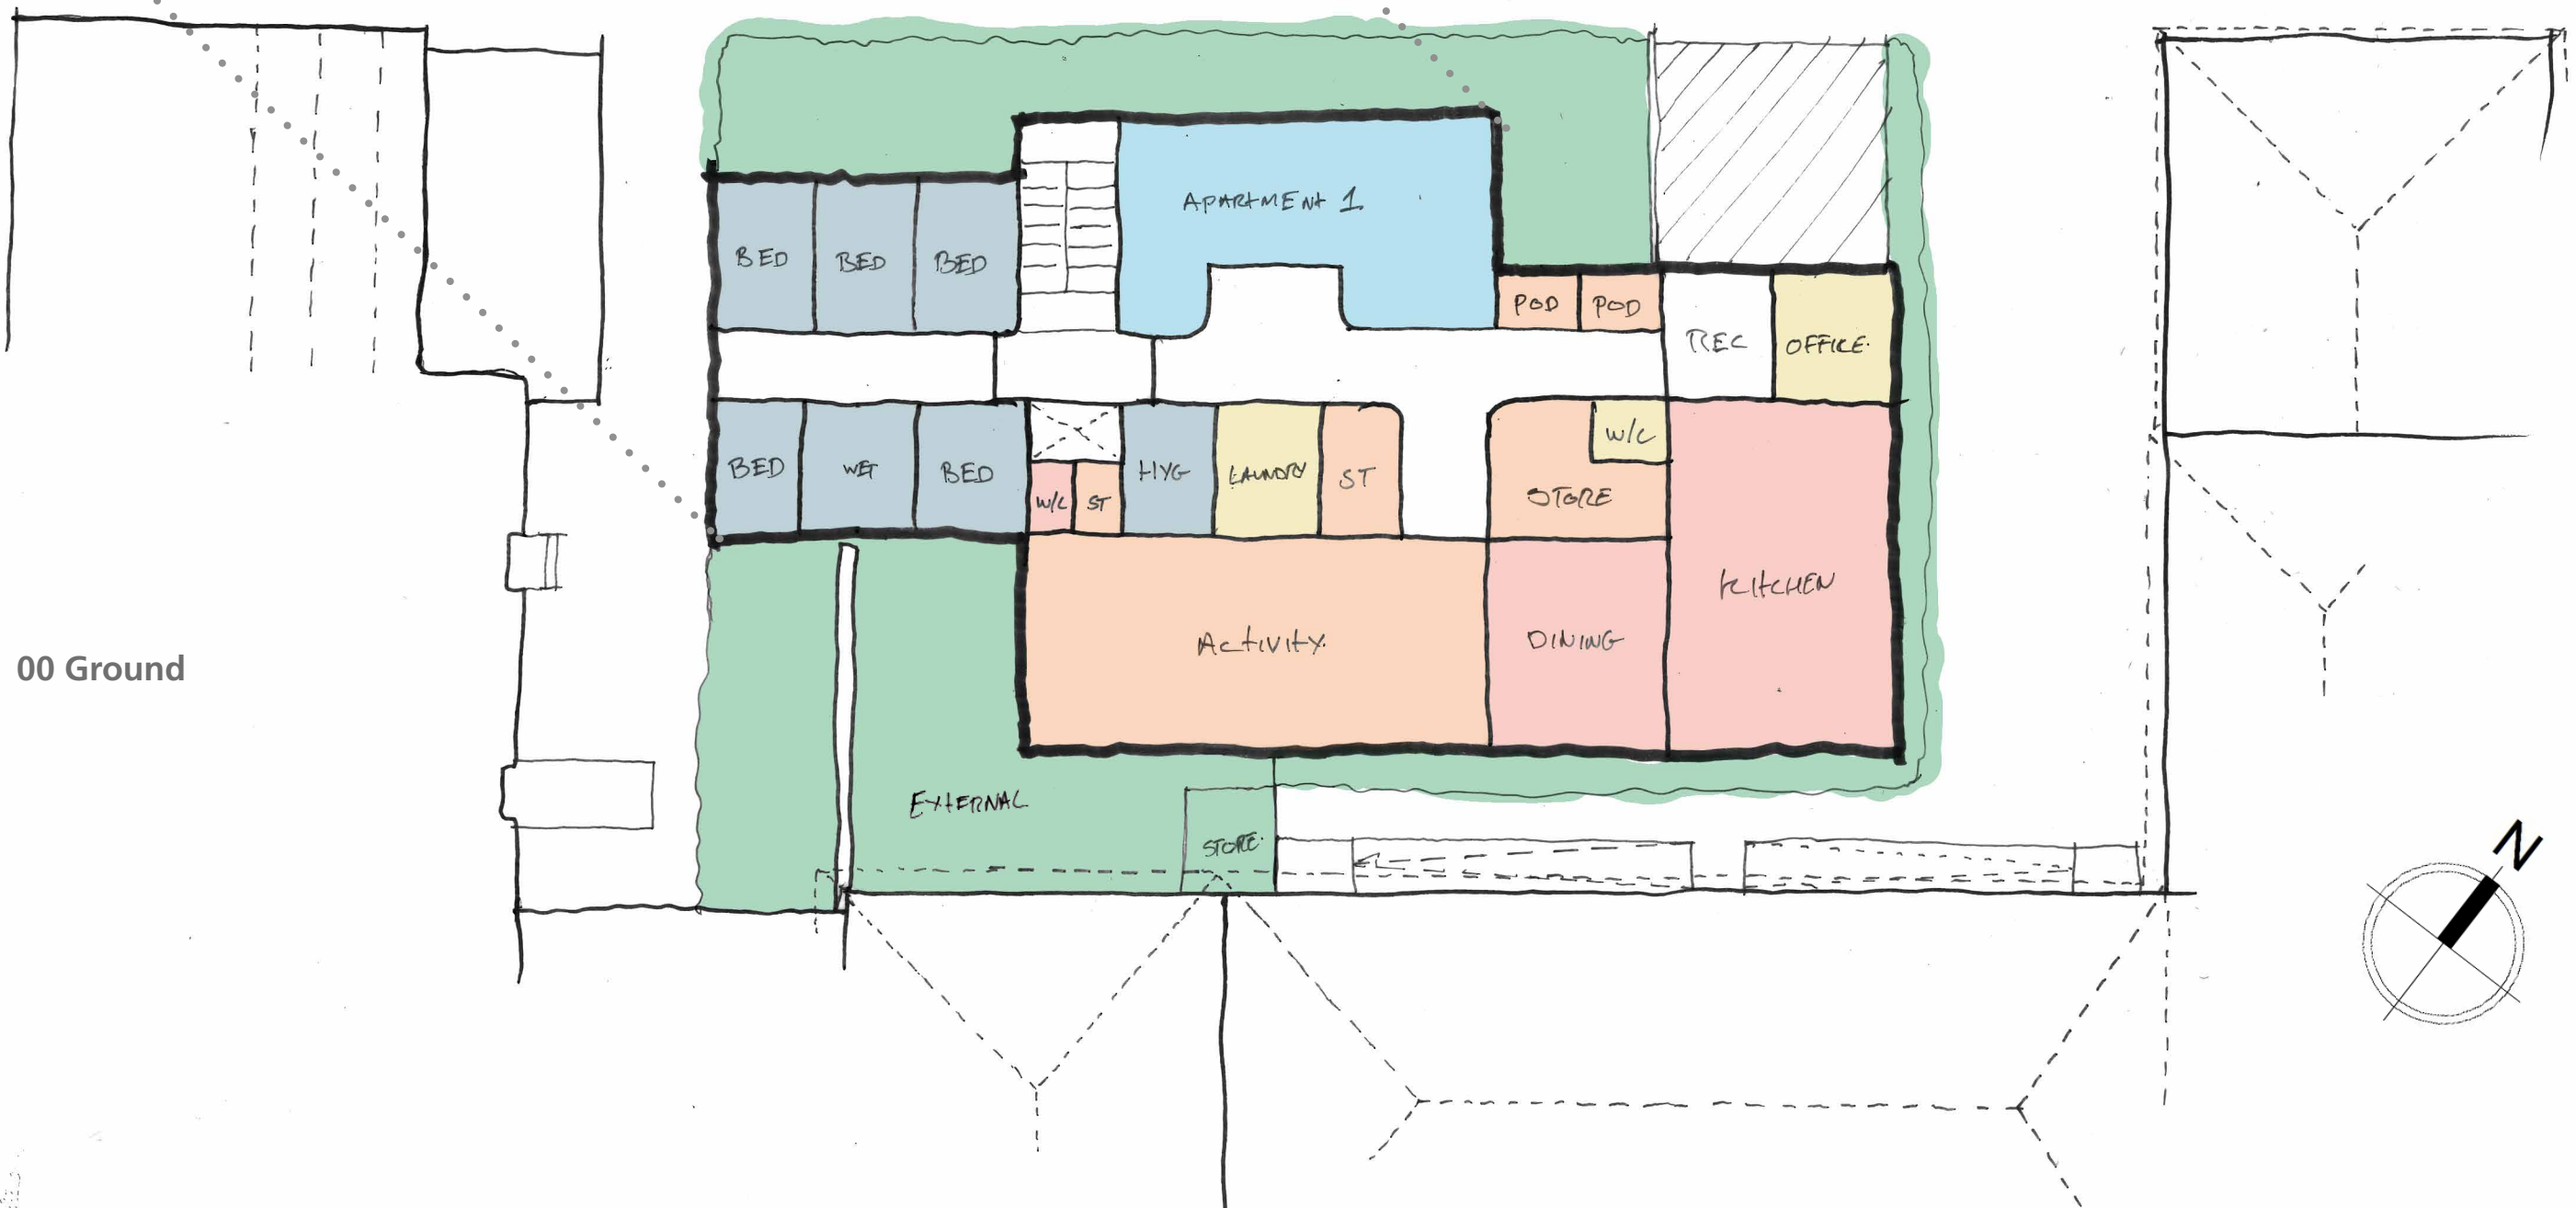 APARTMENT 1
BED
BED
BED
POD
POD
REC
OFFICE
BED
WET
BED
W/C
ST
HYG
LAUNDRY
ST
STORE
W/C
KITCHEN
ACTIVITY
DINING
00 Ground
EXTERNAL
STORE
N